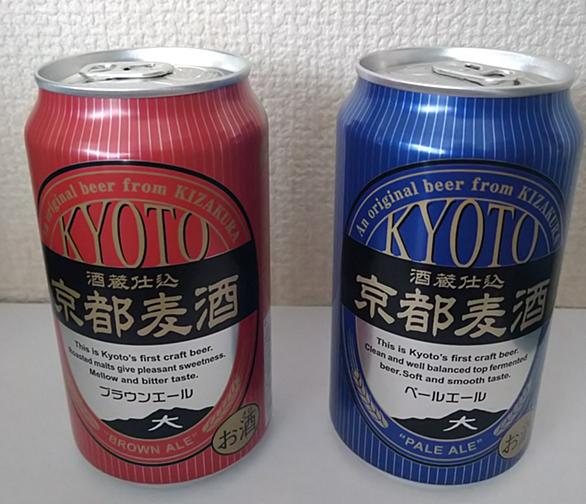 An original beer from KIZAKURA
KYOTO
酒蔵仕込
京都麦酒
This is Kyoto's first craft beer.
Roasted malts give pleasant sweetness.
Mellow and bitter taste.
ブラウンエール
大
"BROWN ALE"
お酒
An original beer from KIZAKURA
KYOTO
酒蔵仕込
京都麦酒
This is Kyoto's first craft beer.
Clean and well balanced top fermented
beer. Soft and smooth taste.
ペールエール
大
"PALE ALE"
お酒